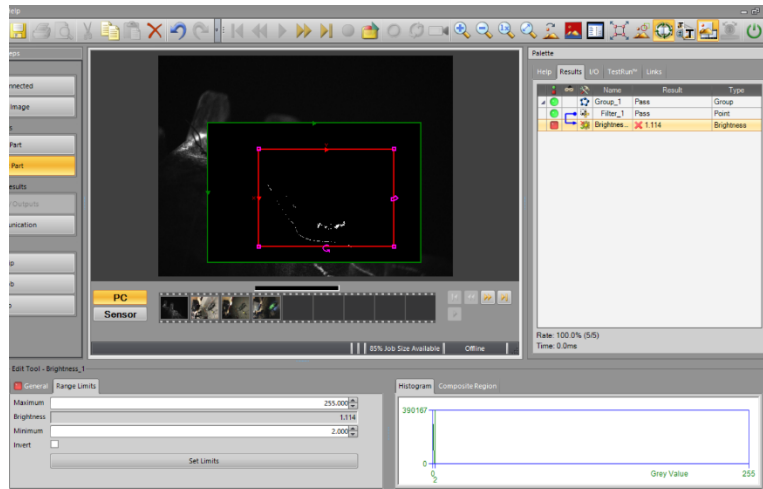 Help
eps
nnected
Image
s
Part
Part
esults
/Outputs
unication
p
b
o
PC
Sensor
85% Job Size Available
Offline
Palette
Help
Results
I/O
TestRun™
Links
Name
Result
Type
Group_1
Pass
Group
Filter_1
Pass
Point
Brightnes...
1.114
Brightness
Rate: 100.0% (5/5)
Time: 0.0ms
Edit Tool - Brightness_1
General
Range Limits
Maximum
255.000
Brightness
1.114
Minimum
2.000
Invert
Set Limits
Histogram
Composite Region
390167
0
0
2
Grey Value
255